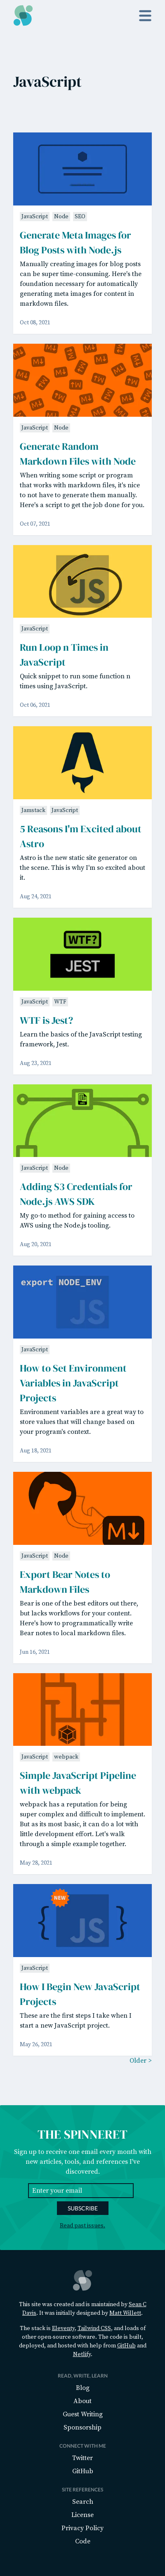 JavaScript
JavaScript Node SEO
Generate Meta Images for
Blog Posts with Node.js
Manually creating images for blog posts
can be super time-consuming. Here's the
foundation necessary for automatically
generating meta images for content in
markdown files.
Oct 08, 2021
JavaScript Node
Generate Random
Markdown Files with Node
When writing some script or program
that works with markdown files, it's nice
to not have to generate them manually.
Here's a script to get the job done for you.
Oct 07, 2021
JS
JavaScript
Run Loop n Times in
JavaScript
Quick snippet to run some function n
times using JavaScript.
Oct 06, 2021
Jamstack JavaScript
5 Reasons I'm Excited about
Astro
Astro is the new static site generator on
the scene. This is why I'm so excited about
it.
Aug 24, 2021
WTF?
JEST
JavaScript WTF
WTF is Jest?
Learn the basics of the JavaScript testing
framework, Jest.
Aug 23, 2021
JavaScript Node
Adding S3 Credentials for
Node.js AWS SDK
My go-to method for gaining access to
AWS using the Node.js tooling.
Aug 20, 2021
export NODE_ENV
JS
JavaScript
How to Set Environment
Variables in JavaScript
Projects
Environment variables are a great way to
store values that will change based on
your program's context.
Aug 18, 2021
M
JavaScript Node
Export Bear Notes to
Markdown Files
Bear is one of the best editors out there,
but lacks workflows for your content.
Here's how to programmatically write
Bear notes to local markdown files.
Jun 16, 2021
JavaScript webpack
Simple JavaScript Pipeline
with webpack
webpack has a reputation for being
super complex and difficult to implement.
But as its most basic, it can do a lot with
little development effort. Let's walk
through a simple example together.
May 28, 2021
NEW
{ JS }
JavaScript
How I Begin New JavaScript
Projects
These are the first steps I take when I
start a new JavaScript project.
May 26, 2021
Older >
THE SPINNERET
Sign up to receive one email every month with
new articles, tools, and references I've
discovered.
Enter your email
SUBSCRIBE
Read past issues.
This site was created and is maintained by Sean C
Davis. It was initially designed by Matt Willett.
The stack is Eleventy, Tailwind CSS, and loads of
other open-source software. The code is built,
deployed, and hosted with help from GitHub and
Netlify.
READ, WRITE, LEARN
Blog
About
Guest Writing
Sponsorship
CONNECT WITH ME
Twitter
GitHub
SITE REFERENCES
Search
License
Privacy Policy
Code